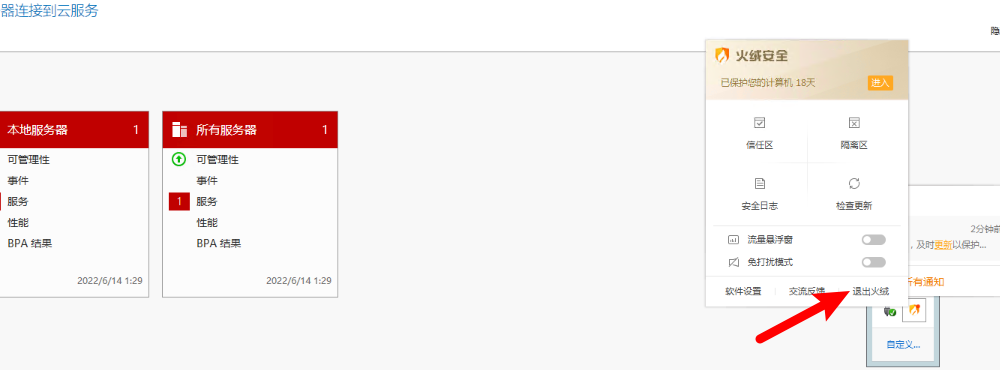 器连接到云服务
隐
本地服务器 1
可管理性
事件
服务
性能
BPA 结果
2022/6/14 1:29
所有服务器 1
可管理性
事件
1 服务
性能
BPA 结果
2022/6/14 1:29
火绒安全
已保护您的计算机 18天 进入
信任区 隔离区
安全日志 检查更新
流量悬浮窗
免打扰模式
软件设置 交流反馈 退出火绒
2分钟前
，及时更新以保护...
所有通知
自定义...